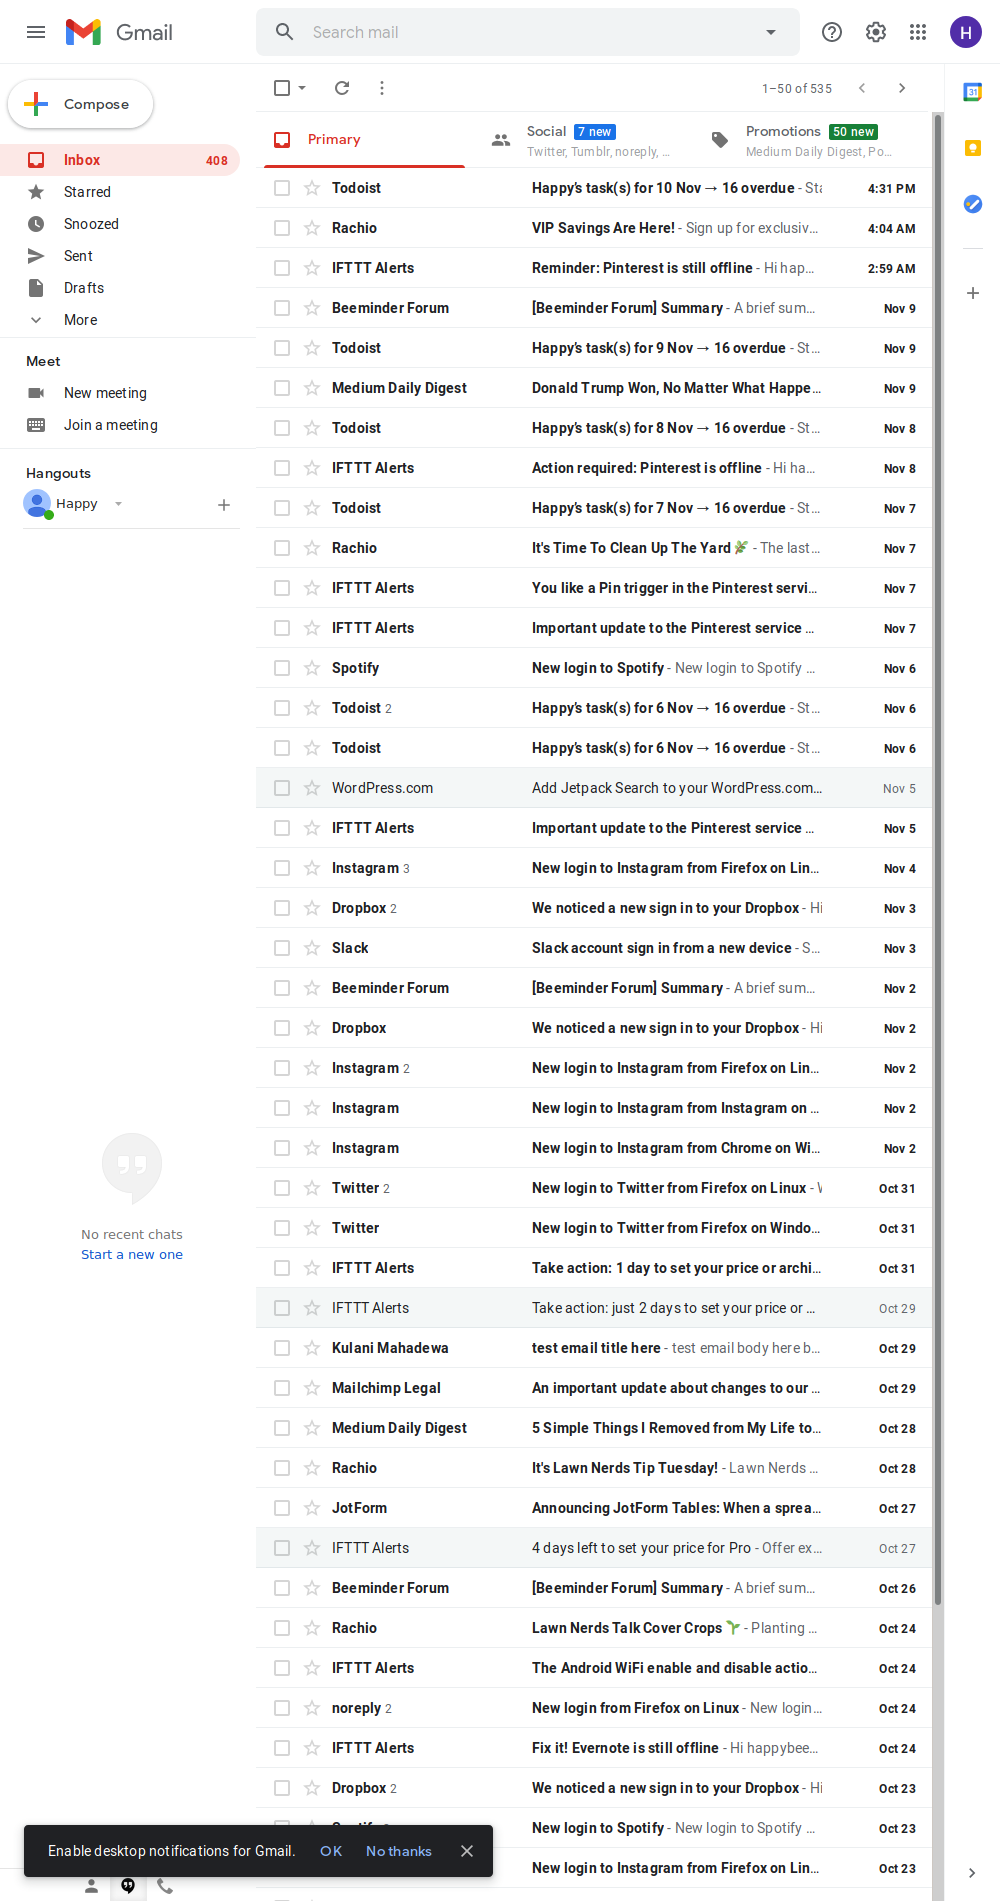 Gmail
Search mail
H
Compose
1–50 of 535
Inbox 408
Starred
Snoozed
Sent
Drafts
More
Meet
New meeting
Join a meeting
Hangouts
Happy
No recent chats
Start a new one
Primary
Social 7 new
Twitter, Tumblr, noreply, ...
Promotions 50 new
Medium Daily Digest, Po...
Todoist Happy's task(s) for 10 Nov → 16 overdue - Sta 4:31 PM
Rachio VIP Savings Are Here! - Sign up for exclusiv... 4:04 AM
IFTTT Alerts Reminder: Pinterest is still offline - Hi hap... 2:59 AM
Beeminder Forum [Beeminder Forum] Summary - A brief sum... Nov 9
Todoist Happy's task(s) for 9 Nov → 16 overdue - St... Nov 9
Medium Daily Digest Donald Trump Won, No Matter What Happe... Nov 9
Todoist Happy's task(s) for 8 Nov → 16 overdue - St... Nov 8
IFTTT Alerts Action required: Pinterest is offline - Hi ha... Nov 8
Todoist Happy's task(s) for 7 Nov → 16 overdue - St... Nov 7
Rachio It's Time To Clean Up The Yard - The last... Nov 7
IFTTT Alerts You like a Pin trigger in the Pinterest servi... Nov 7
IFTTT Alerts Important update to the Pinterest service ... Nov 7
Spotify New login to Spotify - New login to Spotify ... Nov 6
Todoist 2 Happy's task(s) for 6 Nov → 16 overdue - St... Nov 6
Todoist Happy's task(s) for 6 Nov → 16 overdue - St... Nov 6
WordPress.com Add Jetpack Search to your WordPress.com... Nov 5
IFTTT Alerts Important update to the Pinterest service ... Nov 5
Instagram 3 New login to Instagram from Firefox on Lin... Nov 4
Dropbox 2 We noticed a new sign in to your Dropbox - Hi Nov 3
Slack Slack account sign in from a new device - S... Nov 3
Beeminder Forum [Beeminder Forum] Summary - A brief sum... Nov 2
Dropbox We noticed a new sign in to your Dropbox - Hi Nov 2
Instagram 2 New login to Instagram from Firefox on Lin... Nov 2
Instagram New login to Instagram from Instagram on ... Nov 2
Instagram New login to Instagram from Chrome on Wi... Nov 2
Twitter 2 New login to Twitter from Firefox on Linux - Oct 31
Twitter New login to Twitter from Firefox on Windo... Oct 31
IFTTT Alerts Take action: 1 day to set your price or archi... Oct 31
IFTTT Alerts Take action: just 2 days to set your price or ... Oct 29
Kulani Mahadewa test email title here - test email body here b... Oct 29
Mailchimp Legal An important update about changes to our ... Oct 29
Medium Daily Digest 5 Simple Things I Removed from My Life to... Oct 28
Rachio It's Lawn Nerds Tip Tuesday! - Lawn Nerds ... Oct 28
JotForm Announcing JotForm Tables: When a sprea... Oct 27
IFTTT Alerts 4 days left to set your price for Pro - Offer ex... Oct 27
Beeminder Forum [Beeminder Forum] Summary - A brief sum... Oct 26
Rachio Lawn Nerds Talk Cover Crops - Planting ... Oct 24
IFTTT Alerts The Android WiFi enable and disable actio... Oct 24
noreply 2 New login from Firefox on Linux - New login... Oct 24
IFTTT Alerts Fix it! Evernote is still offline - Hi happybee... Oct 24
Dropbox 2 We noticed a new sign in to your Dropbox - Hi Oct 23
New login to Spotify - New login to Spotify ... Oct 23
New login to Instagram from Firefox on Lin... Oct 23
Enable desktop notifications for Gmail. OK No thanks
31